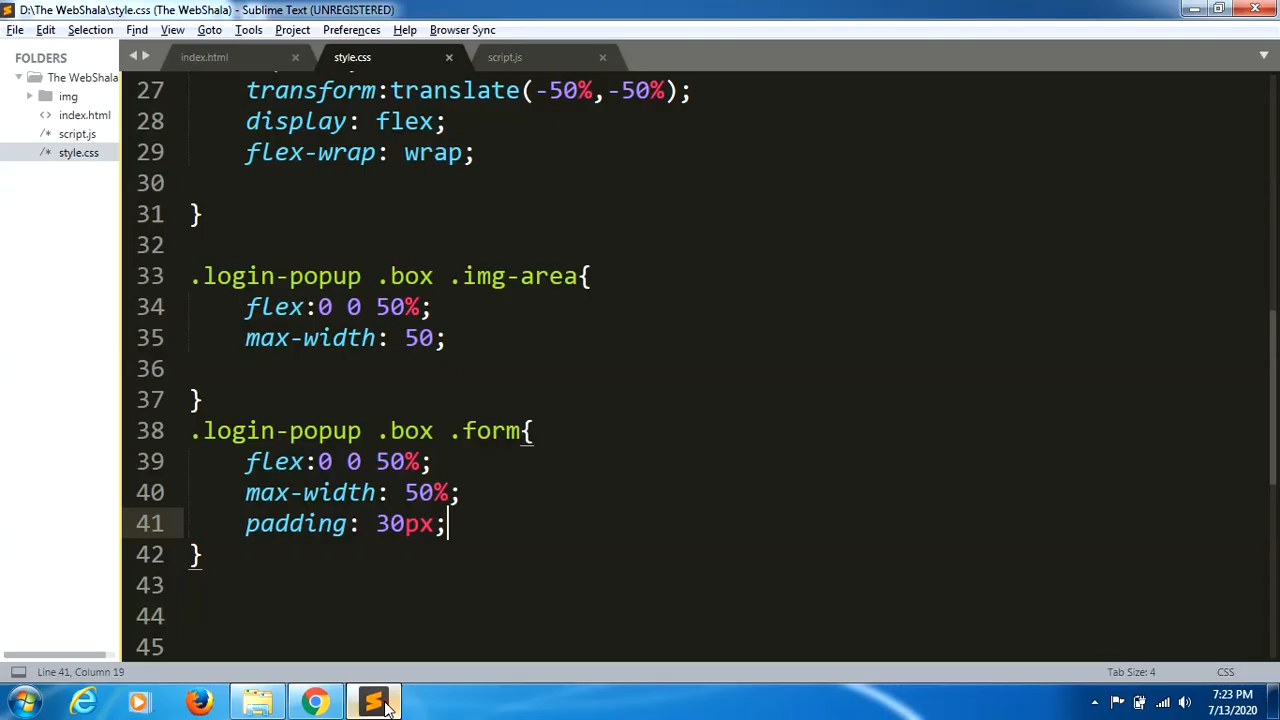 D:\The WebShala\style.css (The WebShala) - Sublime Text (UNREGISTERED)
File Edit Selection Find View Goto Tools Project Preferences Help Browser Sync
FOLDERS
The WebShala
img
<> index.html
/* script.js
/* style.css
index.html style.css script.js
27 transform:translate(-50%,-50%);
28 display: flex;
29 flex-wrap: wrap;
30
31 }
32
33 .login-popup .box .img-area{
34 flex:0 0 50%;
35 max-width: 50;
36
37 }
38 .login-popup .box .form{
39 flex:0 0 50%;
40 max-width: 50%;
41 padding: 30px;
42 }
43
44
45
Line 41, Column 19
Tab Size: 4
CSS
7:23 PM
7/13/2020